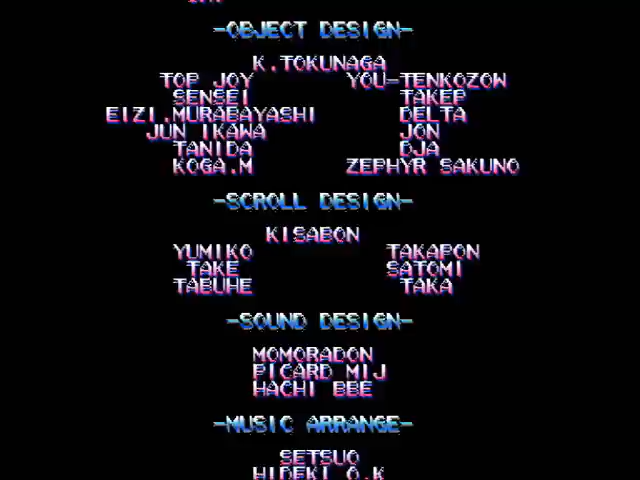 -OBJECT DESIGN-
K.TOKUNAGA
TOP JOY YOU-TENKOZOW
SENSEI TAKEP
EIZI.MURABAYASHI DELTA
JUN IKAWA JON
TANIDA DJA
KOGA.M ZEPHYR SAKUNO
-SCROLL DESIGN-
KISABON
YUMIKO TAKAPON
TAKE SATOMI
TABUHE TAKA
-SOUND DESIGN-
MOMORADON
PICARD MIJ
HACHI BBE
-MUSIC ARRANGE-
SETSUO
HIDEKI O.K